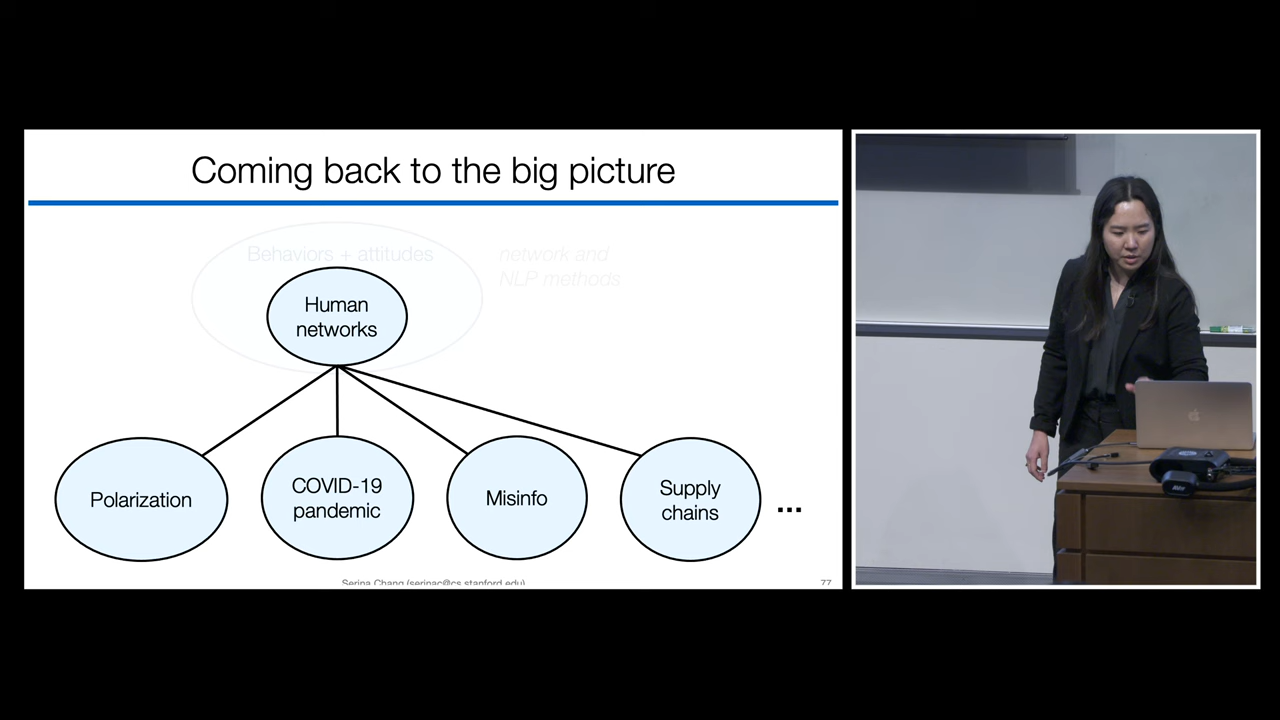 Coming back to the big picture
Behaviors + attitudes
network and
NLP methods
Human
networks
Polarization
COVID-19
pandemic
Misinfo
Supply
chains
...
Serina Chang (serinac@cs.stanford.edu)
77